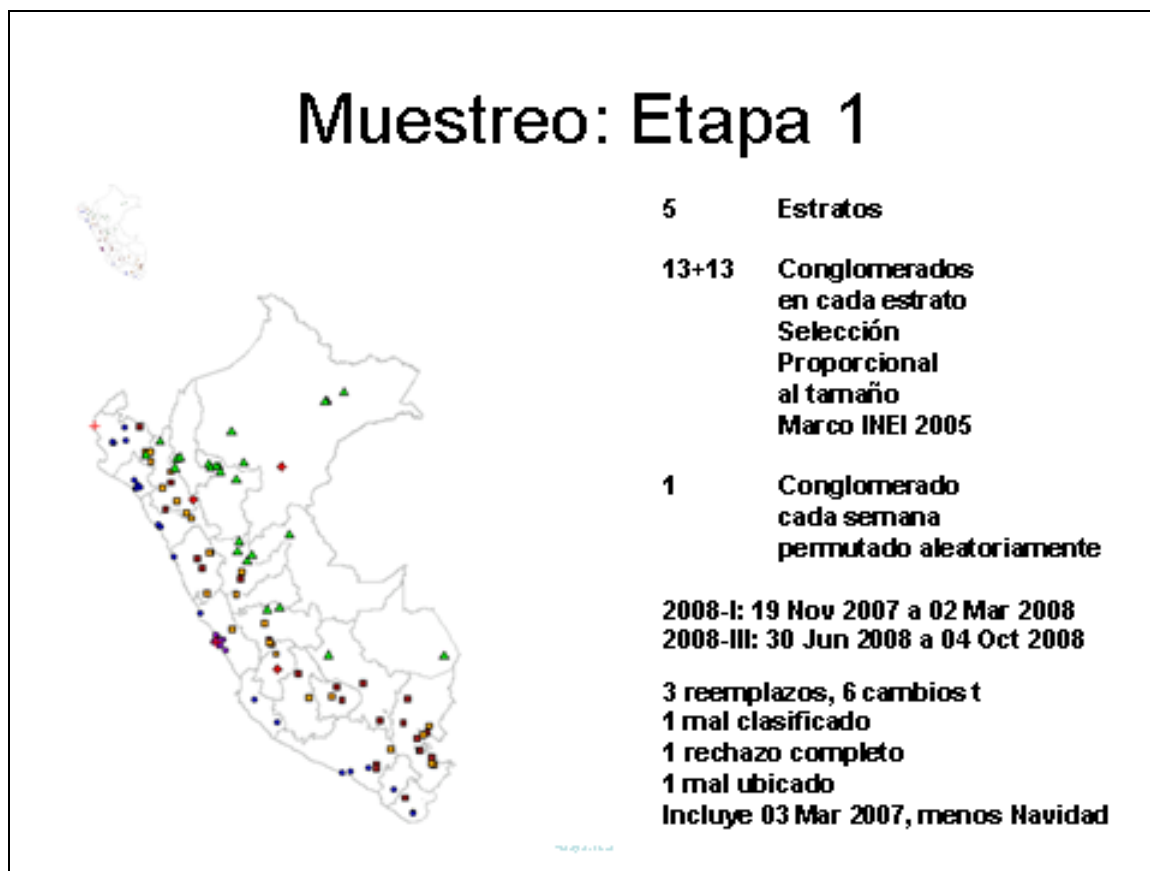 Muestreo: Etapa 1
5 Estratos
13+13 Conglomerados
en cada estrato
Selección
Proporcional
al tamaño
Marco INEI 2005
1 Conglomerado
cada semana
permutado aleatoriamente
2008-I: 19 Nov 2007 a 02 Mar 2008
2008-III: 30 Jun 2008 a 04 Oct 2008
3 reemplazos, 6 cambios t
1 mal clasificado
1 rechazo completo
1 mal ubicado
Incluye 03 Mar 2007, menos Navidad